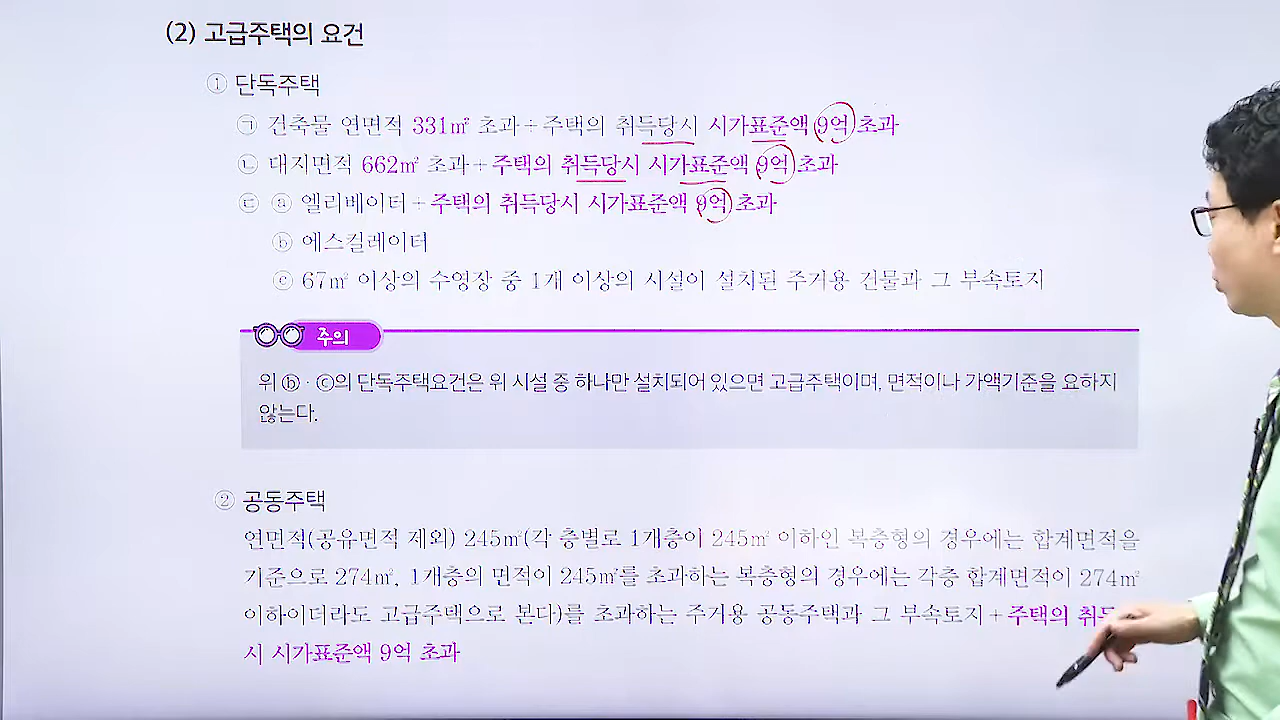 (2) 고급주택의 요건
① 단독주택
㉠ 건축물 연면적 331㎡ 초과+주택의 취득당시 시가표준액 9억 초과
㉡ 대지면적 662㎡ 초과+주택의 취득당시 시가표준액 9억 초과
㉢ ⓐ 엘리베이터+주택의 취득당시 시가표준액 9억 초과
ⓑ 에스컬레이터
ⓒ 67㎡ 이상의 수영장 중 1개 이상의 시설이 설치된 주거용 건물과 그 부속토지
주의
위 ⓑ·ⓒ의 단독주택요건은 위 시설 중 하나만 설치되어 있으면 고급주택이며, 면적이나 가액기준을 요하지
않는다.
② 공동주택
연면적(공유면적 제외) 245㎡(각 층별로 1개층이 245㎡ 이하인 복층형의 경우에는 합계면적을
기준으로 274㎡, 1개층의 면적이 245㎡를 초과하는 복층형의 경우에는 각층 합계면적이 274㎡
이하이더라도 고급주택으로 본다)를 초과하는 주거용 공동주택과 그 부속토지+주택의 취득
시 시가표준액 9억 초과